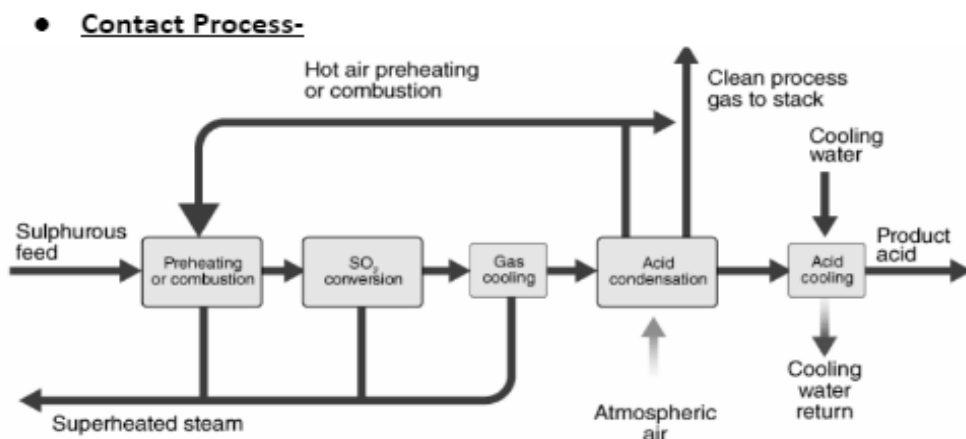 Contact Process-
Hot air preheating
or combustion
Clean process
gas to stack
Cooling
water
Sulphurous
feed
Preheating
or combustion
SO₂
conversion
Gas
cooling
Acid
condensation
Acid
cooling
Product
acid
Superheated steam
Atmospheric
air
Cooling
water
return